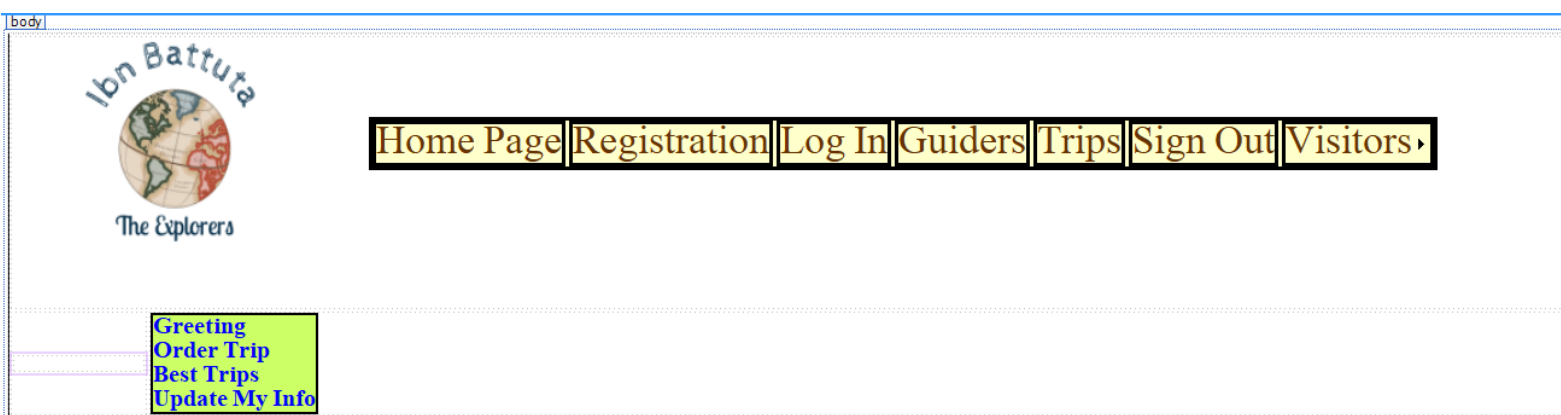 body
Ibn Battuta
The Explorers
Home Page Registration Log In Guiders Trips Sign Out Visitors
Greeting
Order Trip
Best Trips
Update My Info